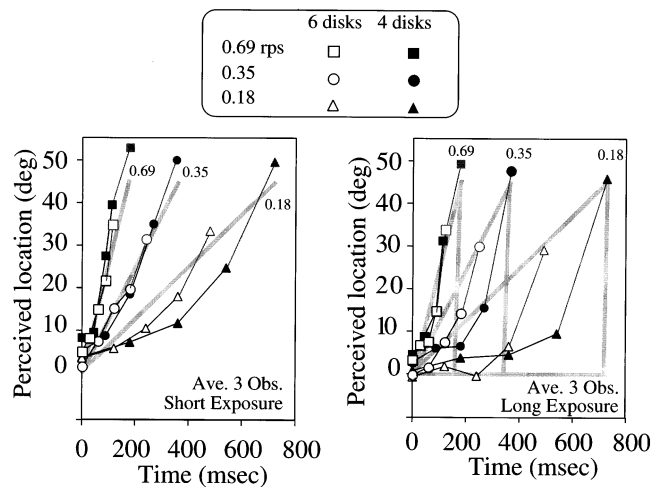 6 disks 4 disks
0.69 rps
0.35
0.18
Perceived location (deg)
50
40
30
20
10
0
0.69
0.35
0.18
Ave. 3 Obs.
Short Exposure
0 200 400 600 800
Time (msec)
Perceived location (deg)
50
40
30
20
10
0
0.69
0.35
0.18
Ave. 3 Obs.
Long Exposure
0 200 400 600 800
Time (msec)